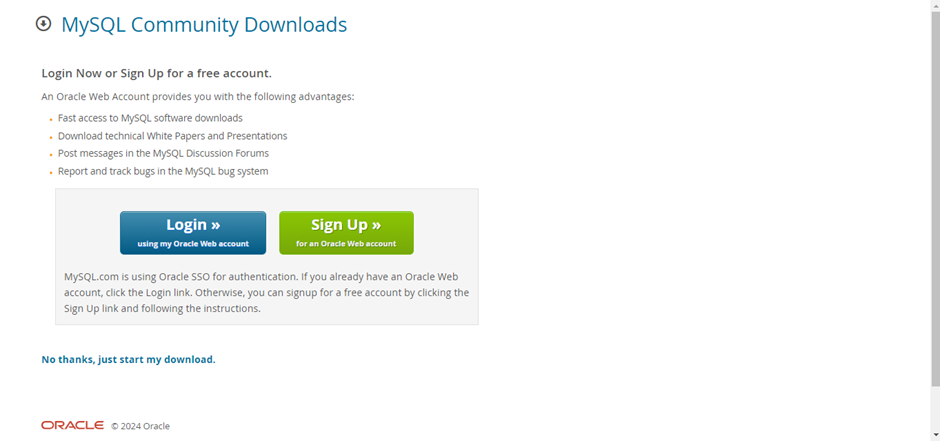 MySQL Community Downloads
Login Now or Sign Up for a free account.
An Oracle Web Account provides you with the following advantages:
Fast access to MySQL software downloads
Download technical White Papers and Presentations
Post messages in the MySQL Discussion Forums
Report and track bugs in the MySQL bug system
Login »
using my Oracle Web account
Sign Up »
for an Oracle Web account
MySQL.com is using Oracle SSO for authentication. If you already have an Oracle Web
account, click the Login link. Otherwise, you can signup for a free account by clicking the
Sign Up link and following the instructions.
No thanks, just start my download.
ORACLE © 2024 Oracle